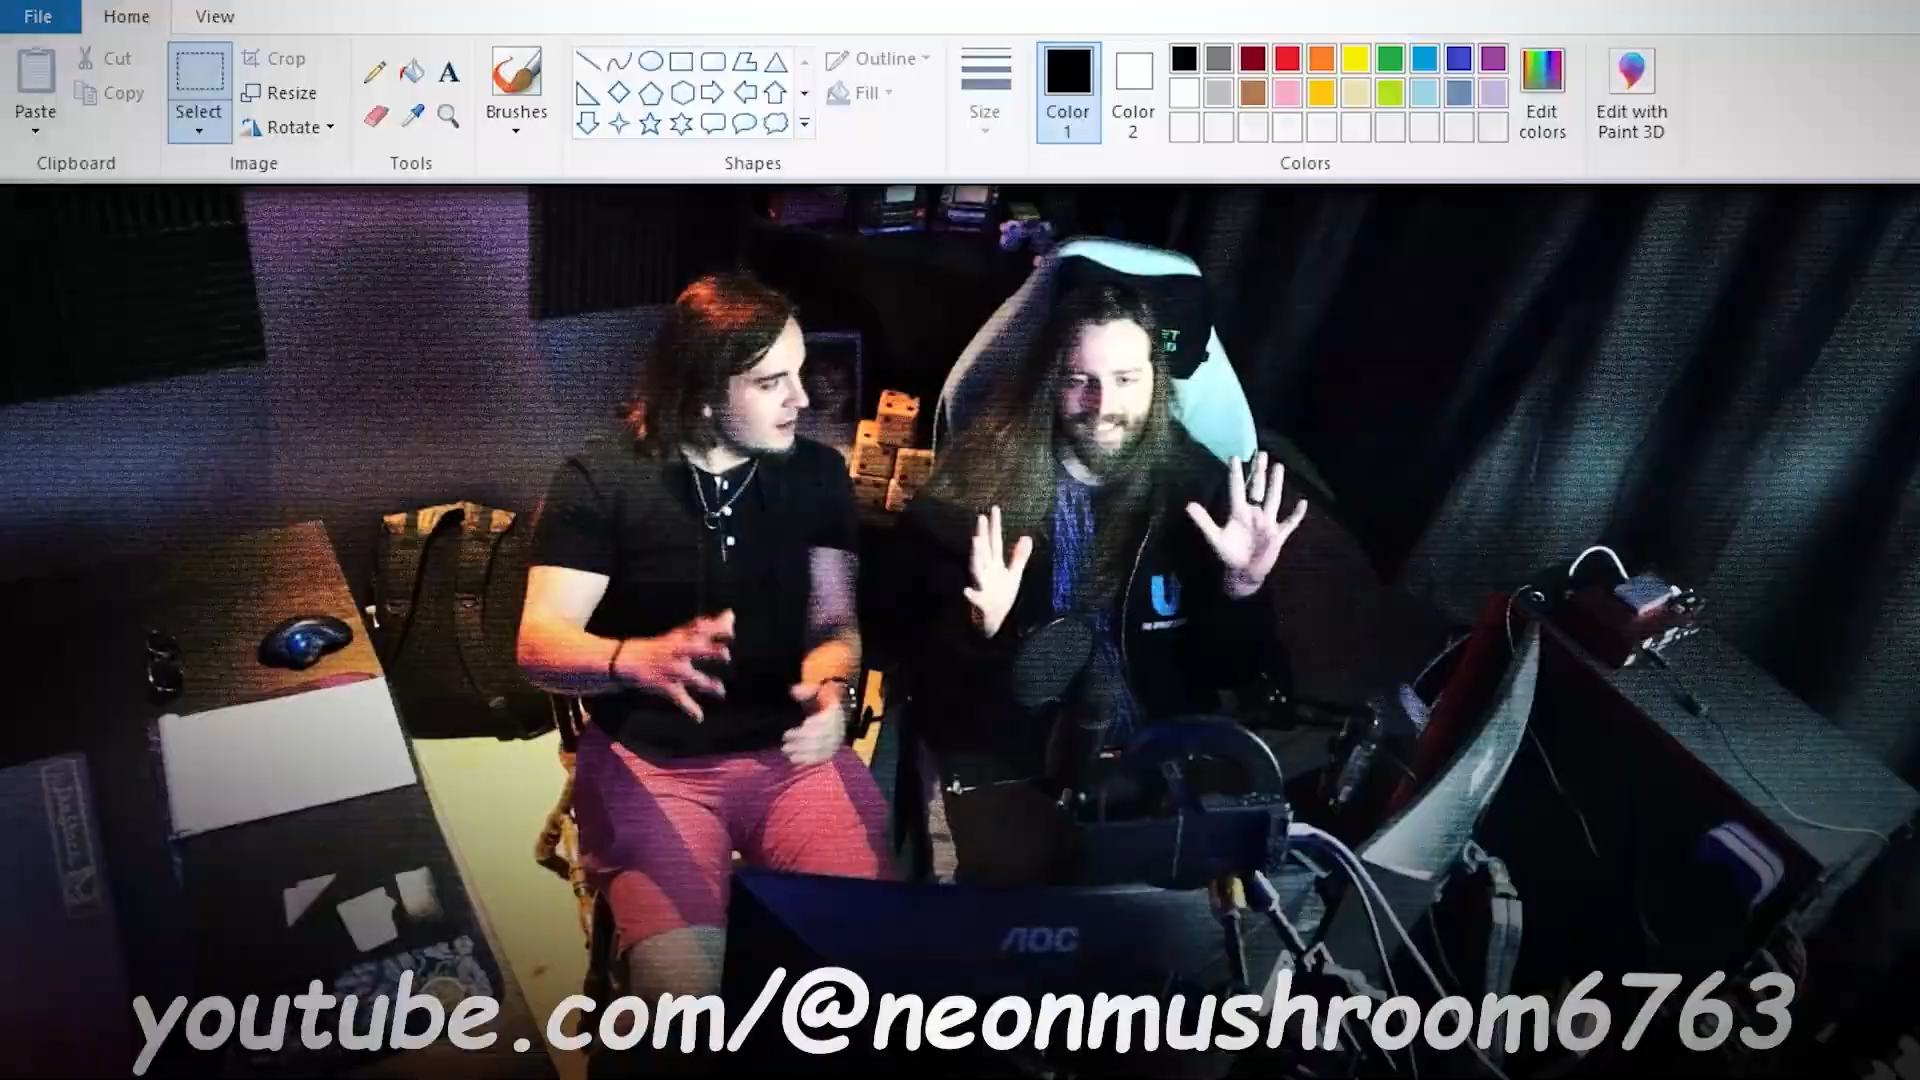 File Home View
Paste
Cut
Copy
Clipboard
Select
Crop
Resize
Rotate
Image
A
Tools
Brushes
Shapes
Outline
Fill
Size
Color 1
Color 2
Edit colors
Colors
Edit with Paint 3D
U
AOC
youtube.com/@neonmushroom6763